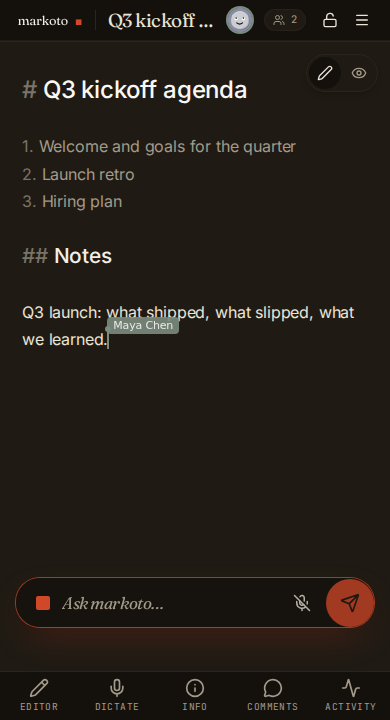 markoto
Q3 kickoff ...
2
# Q3 kickoff agenda
1. Welcome and goals for the quarter
2. Launch retro
3. Hiring plan
## Notes
Q3 launch: what shipped, what slipped, what
we learned.
Maya Chen
Ask markoto...
EDITOR
DICTATE
INFO
COMMENTS
ACTIVITY